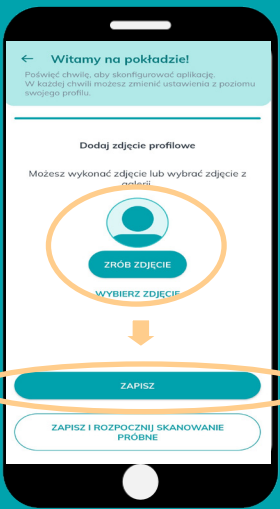 Witamy na pokładzie!
Poświęć chwilę, aby skonfigurować aplikację.
W każdej chwili możesz zmienić ustawienia z poziomu
swojego profilu.
Dodaj zdjęcie profilowe
Możesz wykonać zdjęcie lub wybrać zdjęcie z
galerii
ZRÓB ZDJĘCIE
WYBIERZ ZDJĘCIE
ZAPISZ
ZAPISZ I ROZPOCZNIJ SKANOWANIE
PRÓBNE